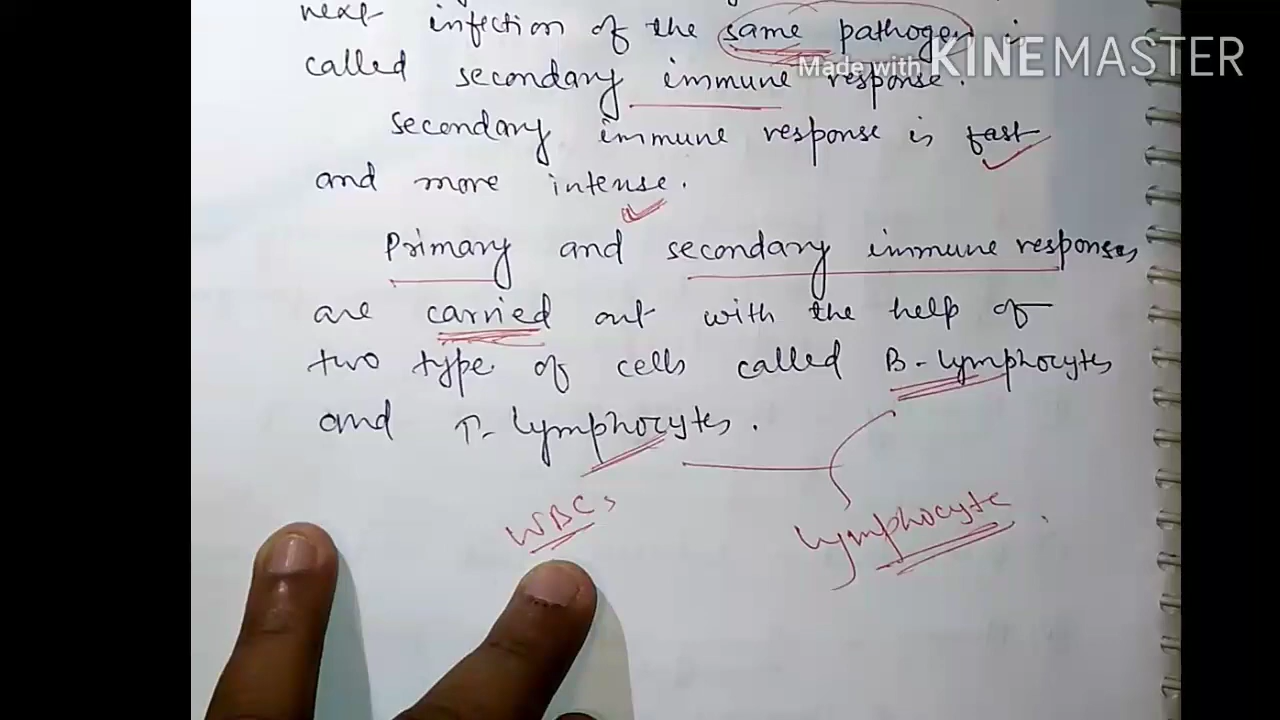 next infection of the same pathogen is
Made with KINEMASTER
called secondary immune response.
secondary immune response is fast
and more intense.
Primary and secondary immune responses
are carried out with the help of
two type of cells called B-lymphocytes
and T-lymphocytes.
WBCs
lymphocyte